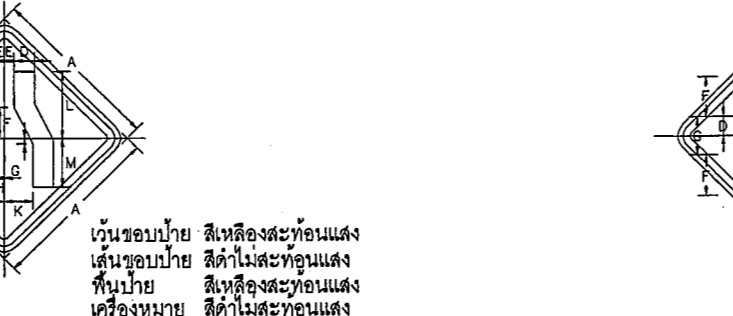 E E D A
L
F
F
D
G
M
G
F
K
A
เว้นขอบป้าย สีเหลืองสะท้อนแสง
เส้นขอบป้าย สีดำไม่สะท้อนแสง
พื้นป้าย สีเหลืองสะท้อนแสง
เครื่องหมาย สีดำไม่สะท้อนแสง